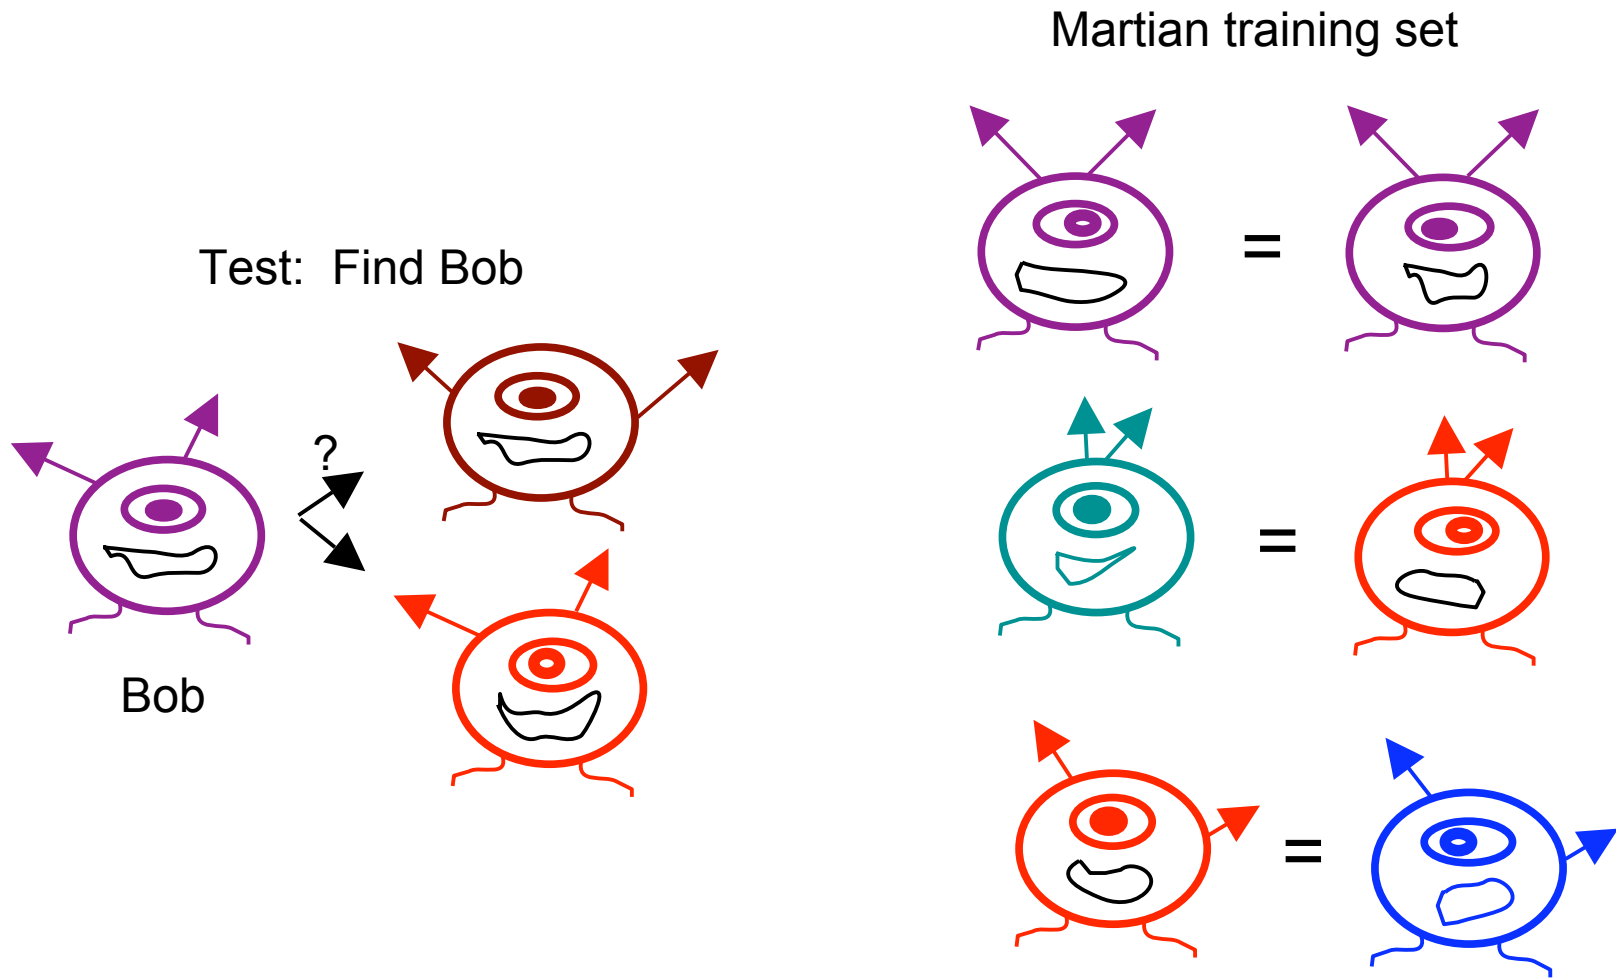 Martian training set
Test: Find Bob
?
Bob
=
=
=